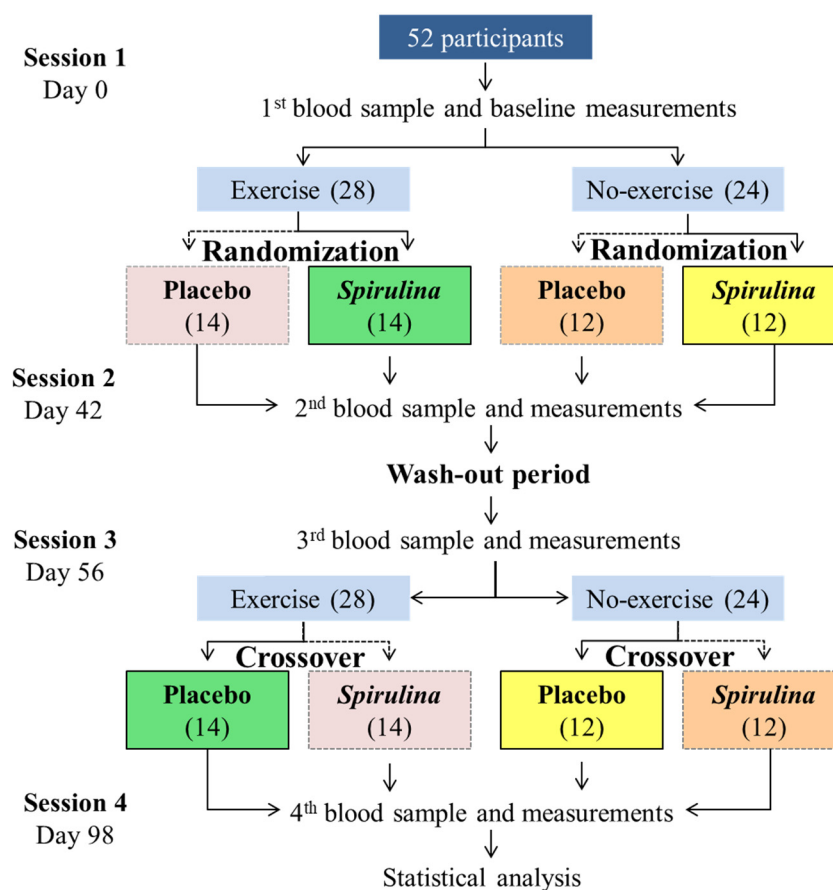 52 participants
Session 1
Day 0
1st blood sample and baseline measurements
Exercise (28)
No-exercise (24)
Randomization
Randomization
Placebo
(14)
Spirulina
(14)
Placebo
(12)
Spirulina
(12)
Session 2
Day 42
2nd blood sample and measurements
Wash-out period
Session 3
Day 56
3rd blood sample and measurements
Exercise (28)
No-exercise (24)
Crossover
Crossover
Placebo
(14)
Spirulina
(14)
Placebo
(12)
Spirulina
(12)
Session 4
Day 98
4th blood sample and measurements
Statistical analysis